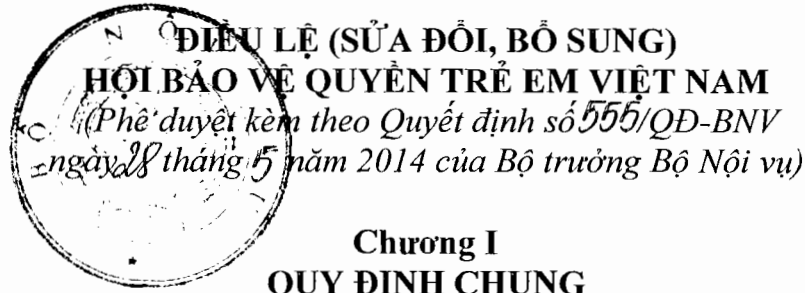 ĐIỀU LỆ (SỬA ĐỔI, BỔ SUNG)
HỘI BẢO VỆ QUYỀN TRẺ EM VIỆT NAM
(Phê duyệt kèm theo Quyết định số 555/QĐ-BNV
ngày 28 tháng 5 năm 2014 của Bộ trưởng Bộ Nội vụ)
Chương I
QUY ĐỊNH CHUNG